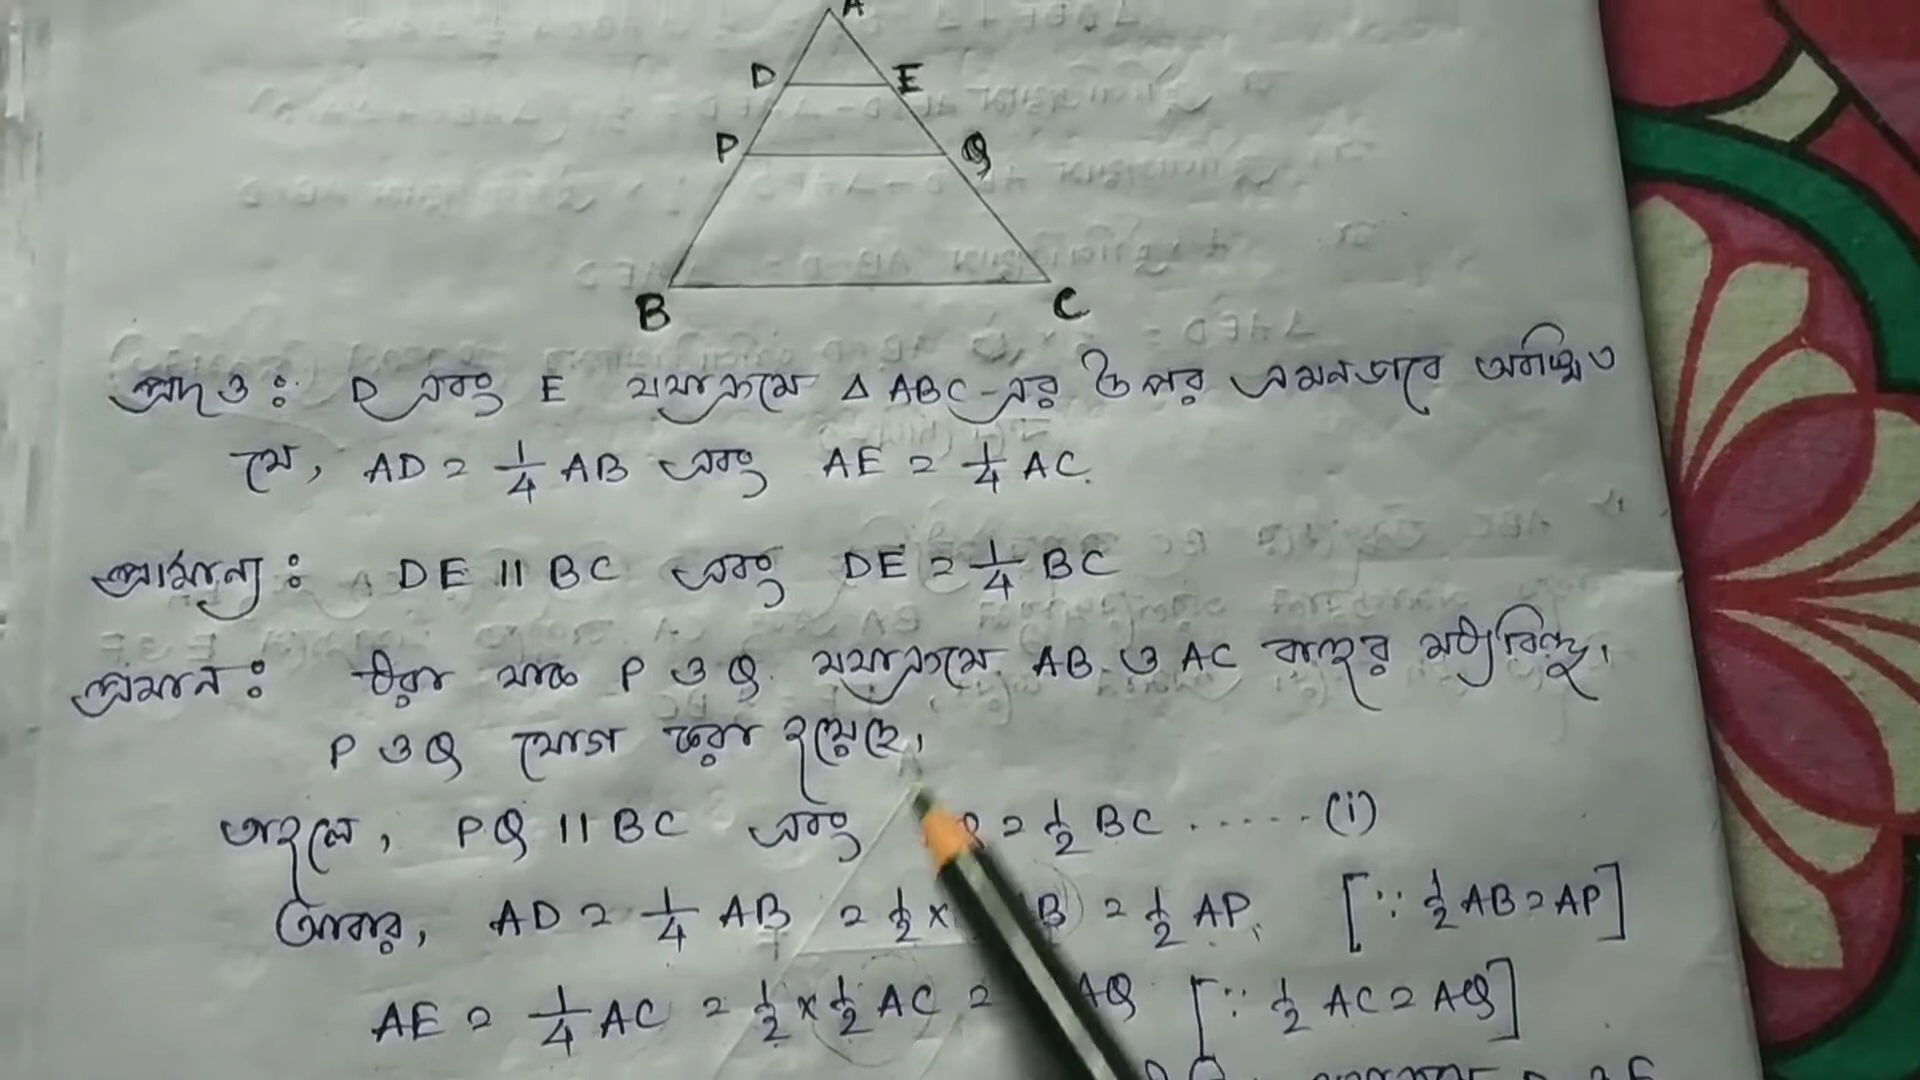 A
D E
P Q
B C
প্রদত্ত : D এবং E যথাক্রমে Δ ABC-এর উপর এমনভাবে অবস্থিত
যে, AD = 1/4 AB এবং AE = 1/4 AC.
প্রামান্য : DE || BC এবং DE = 1/4 BC
প্রমান : ধরা যাক P ও Q যথাক্রমে AB ও AC বাহুর মধ্যবিন্দু।
P ও Q যোগ করা হয়েছে।
তাহলে, PQ || BC এবং = 1/2 BC ...... (i)
আবার, AD = 1/4 AB = 1/2 × B = 1/2 AP. [∵ 1/2 AB = AP]
AE = 1/4 AC = 1/2 × 1/2 AC = AQ [∵ 1/2 AC = AQ]